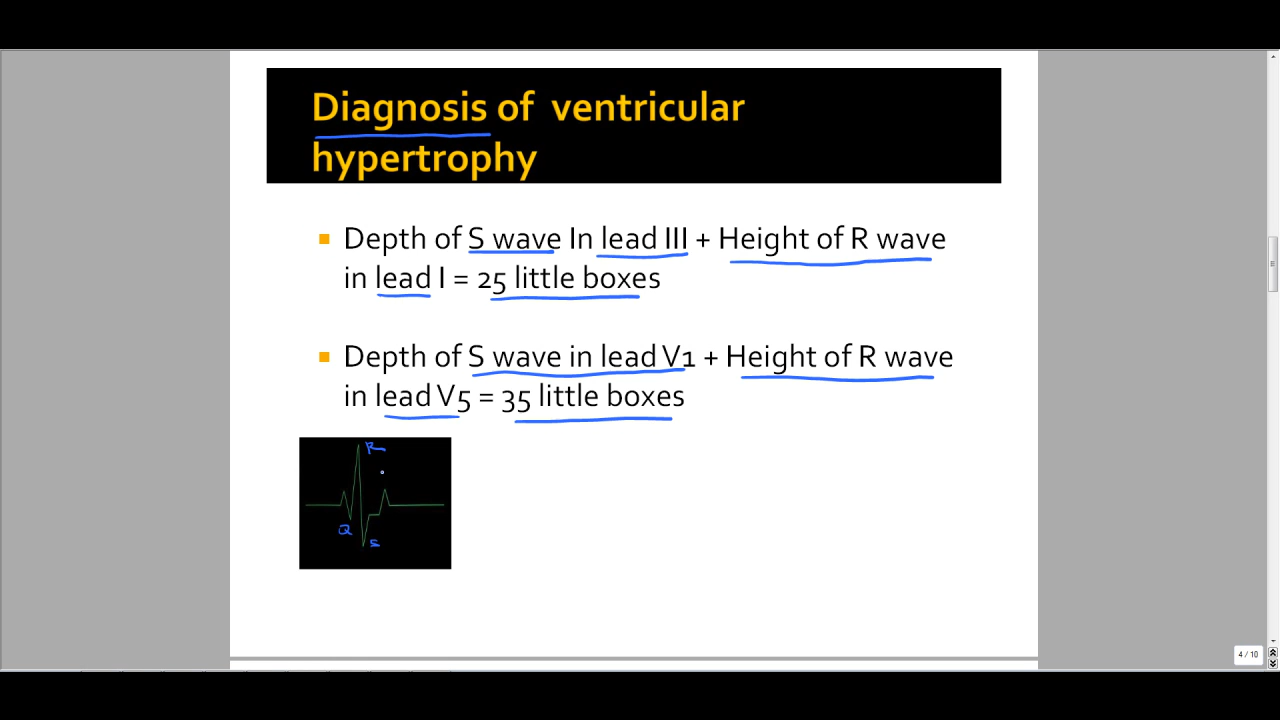 Diagnosis of ventricular
hypertrophy
Depth of S wave In lead III + Height of R wave
in lead I = 25 little boxes
Depth of S wave in lead V1 + Height of R wave
in lead V5 = 35 little boxes
R
Q
S
4 / 10